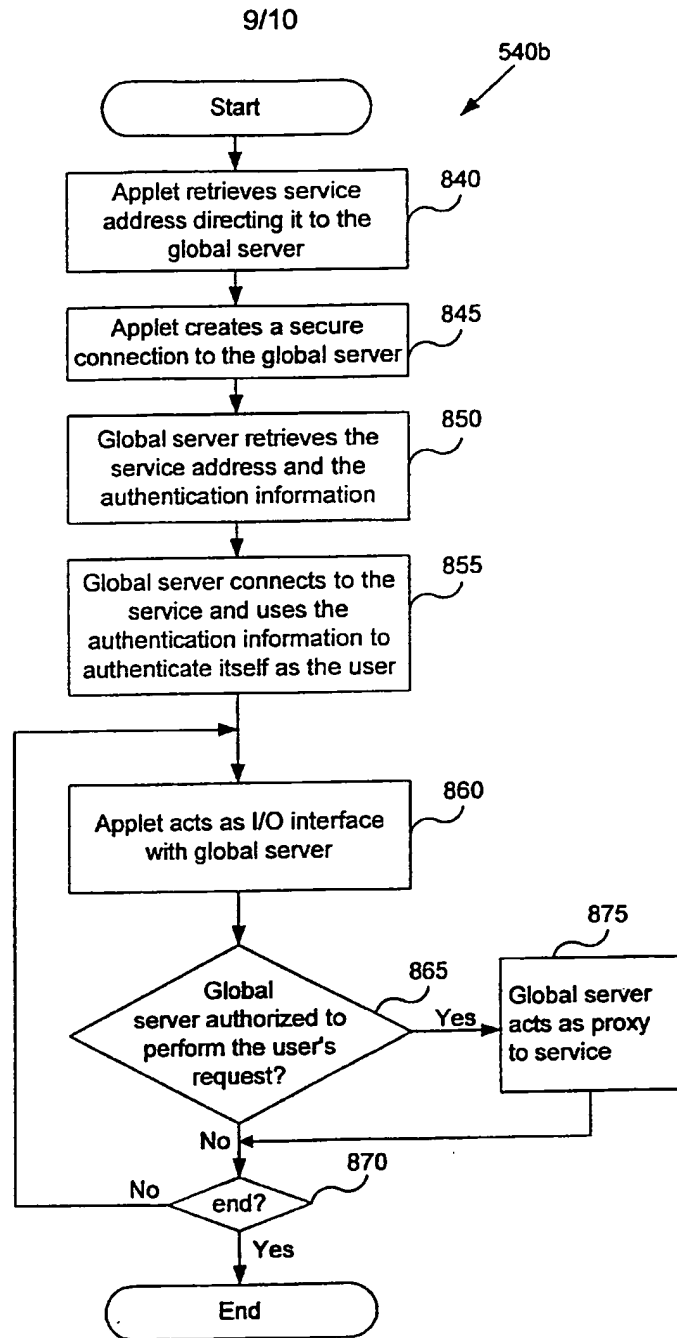 9/10
540b
Start
840
Applet retrieves service
address directing it to the
global server
845
Applet creates a secure
connection to the global server
850
Global server retrieves the
service address and the
authentication information
855
Global server connects to the
service and uses the
authentication information to
authenticate itself as the user
860
Applet acts as I/O interface
with global server
865
Global
server authorized to
perform the user's
request?
Yes
875
Global server
acts as proxy
to service
No
870
end?
No
Yes
End